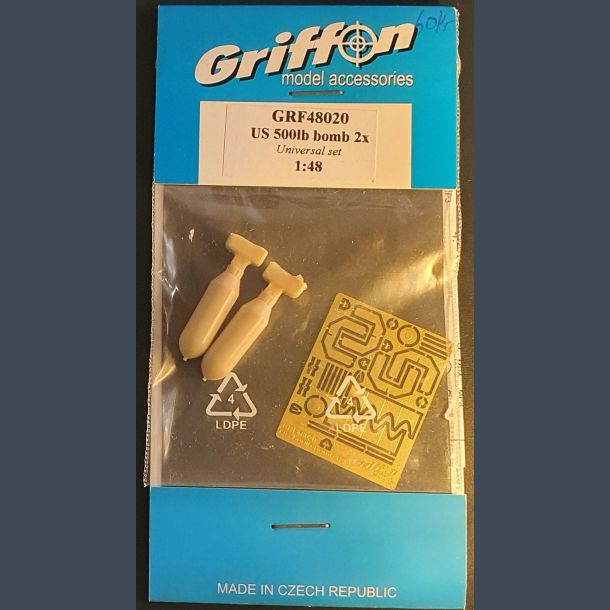 Griffon
model accessories
GRF48020
US 500lb bomb 2x
Universal set
1:48
4
LDPE
4
LDPE
MADE IN CZECH REPUBLIC